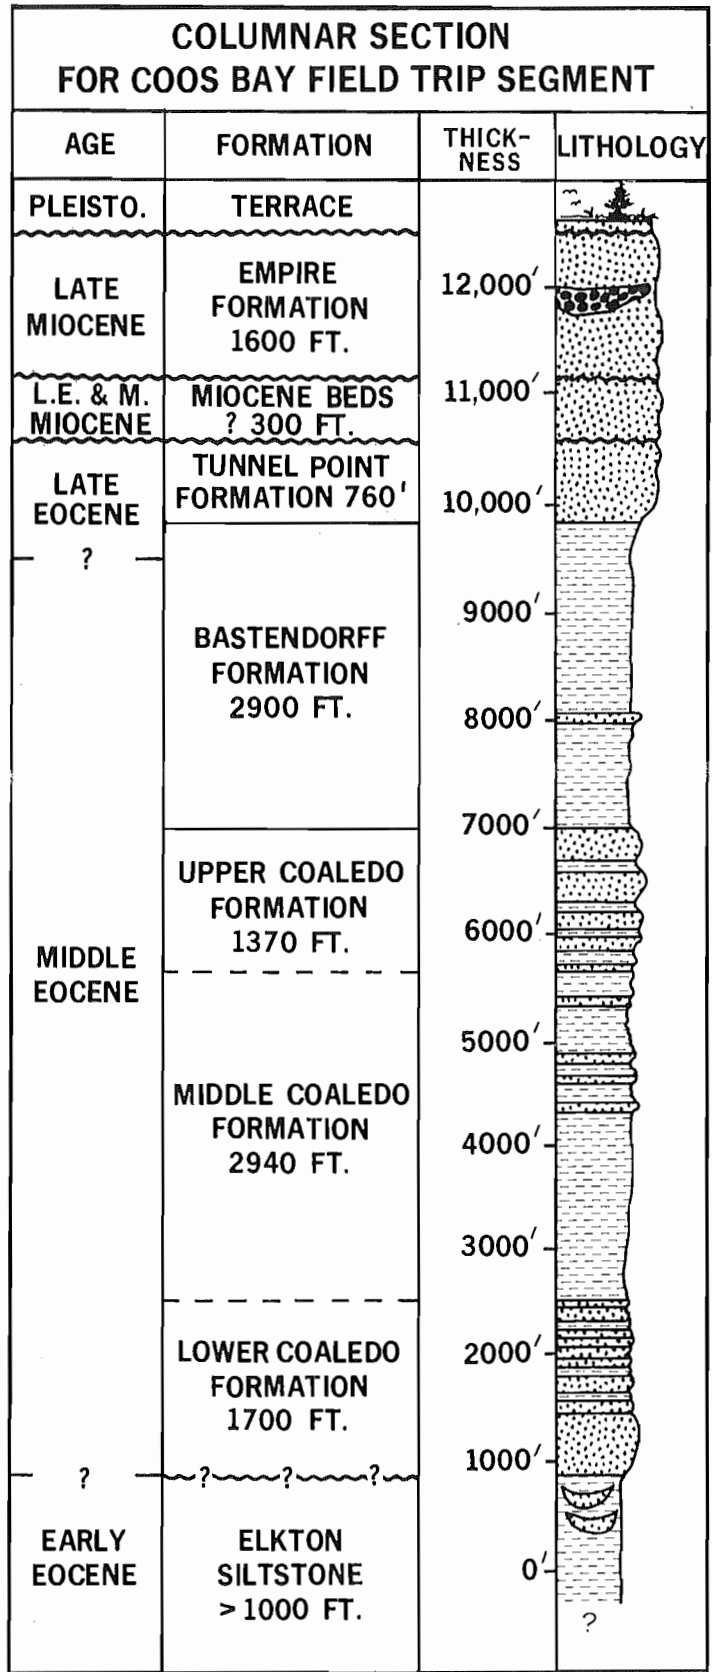 COLUMNAR SECTION
FOR COOS BAY FIELD TRIP SEGMENT
AGE
FORMATION
THICK-
NESS
LITHOLOGY
PLEISTO.
TERRACE
LATE
MIOCENE
EMPIRE
FORMATION
1600 FT.
12,000′
L.E. & M.
MIOCENE
MIOCENE BEDS
? 300 FT.
11,000′
LATE
EOCENE
TUNNEL POINT
FORMATION 760'
10,000′
?
BASTENDORFF
FORMATION
2900 FT.
9000′
8000′
7000′
MIDDLE
EOCENE
UPPER COALEDO
FORMATION
1370 FT.
6000′
5000′
MIDDLE COALEDO
FORMATION
2940 FT.
4000′
3000′
LOWER COALEDO
FORMATION
1700 FT.
2000′
1000′
?
? ? ?
EARLY
EOCENE
ELKTON
SILTSTONE
>1000 FT.
0′
?